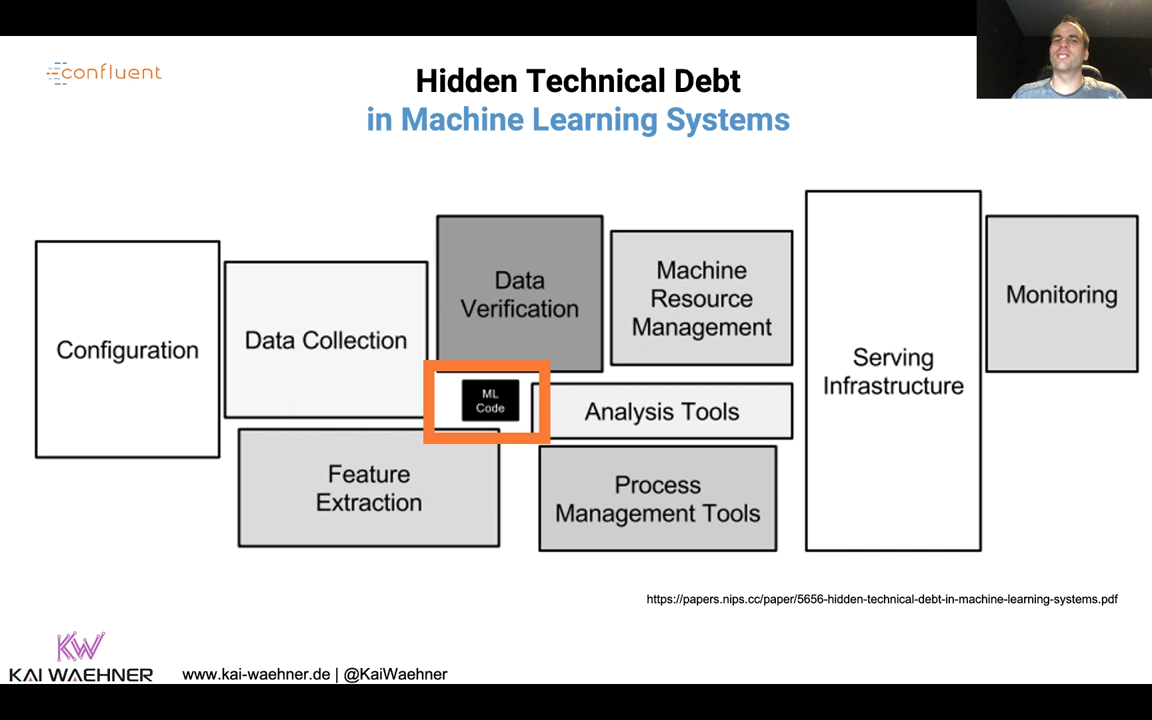 confluent
Hidden Technical Debt
in Machine Learning Systems
Configuration
Data Collection
Data
Verification
Machine
Resource
Management
Serving
Infrastructure
Monitoring
ML
Code
Analysis Tools
Feature
Extraction
Process
Management Tools
https://papers.nips.cc/paper/5656-hidden-technical-debt-in-machine-learning-systems.pdf
KW
KAI WAEHNER
www.kai-waehner.de | @KaiWaehner